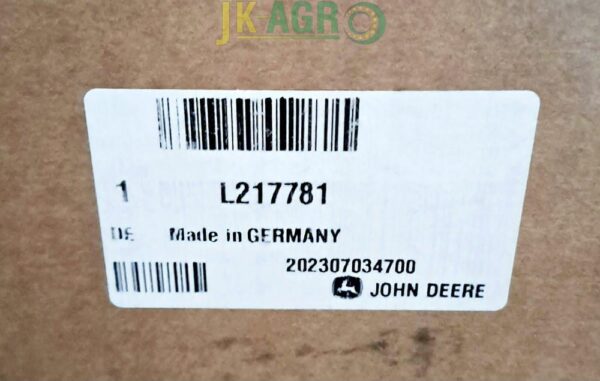 JK-AGRO
1 L217781
DE Made in GERMANY
202307034700
JOHN DEERE